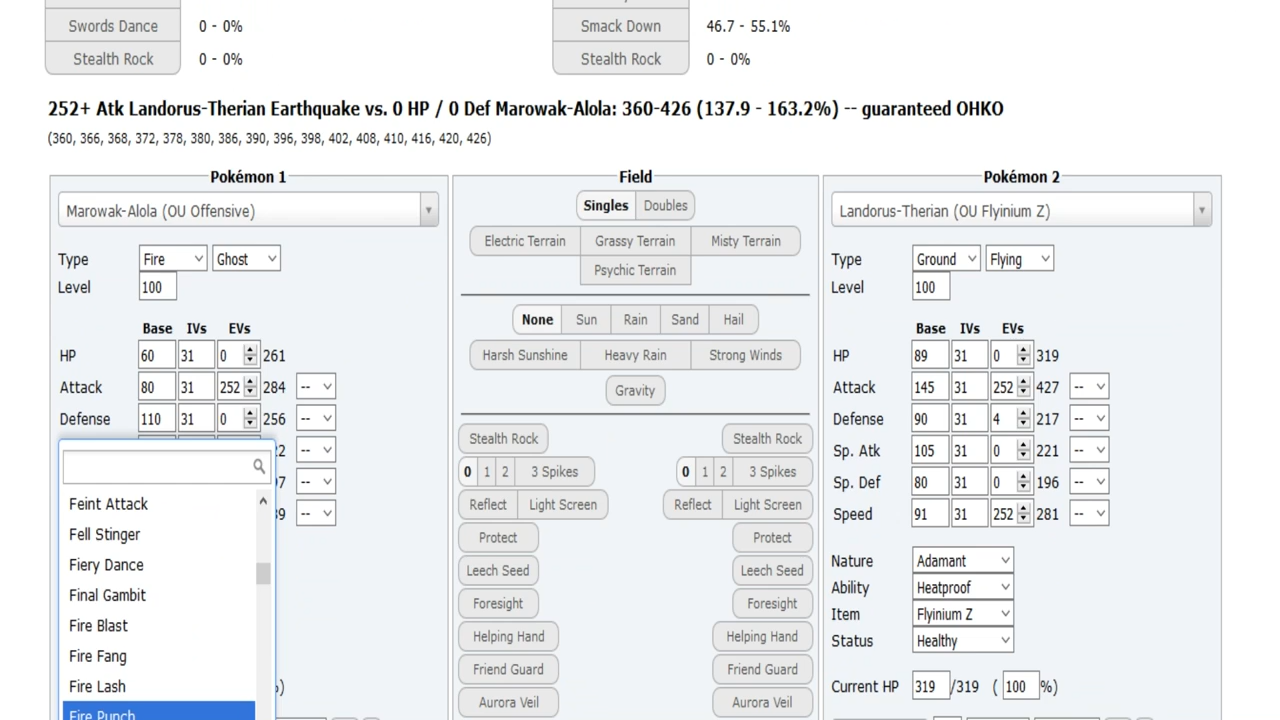 Swords Dance 0 - 0% Smack Down 46.7 - 55.1%
Stealth Rock 0 - 0% Stealth Rock 0 - 0%
252+ Atk Landorus-Therian Earthquake vs. 0 HP / 0 Def Marowak-Alola: 360-426 (137.9 - 163.2%) -- guaranteed OHKO
(360, 366, 368, 372, 378, 380, 386, 390, 396, 398, 402, 408, 410, 416, 420, 426)
Pokémon 1
Marowak-Alola (OU Offensive)
Type Fire Ghost
Level 100
Base IVs EVs
HP 60 31 0 261
Attack 80 31 252 284 --
Defense 110 31 0 256 --
22 --
97 --
39 --
Feint Attack
Fell Stinger
Fiery Dance
Final Gambit
Fire Blast
Fire Fang
Fire Lash
Fire Punch
%)
Field
Singles Doubles
Electric Terrain Grassy Terrain Misty Terrain
Psychic Terrain
None Sun Rain Sand Hail
Harsh Sunshine Heavy Rain Strong Winds
Gravity
Stealth Rock Stealth Rock
0 1 2 3 Spikes 0 1 2 3 Spikes
Reflect Light Screen Reflect Light Screen
Protect Protect
Leech Seed Leech Seed
Foresight Foresight
Helping Hand Helping Hand
Friend Guard Friend Guard
Aurora Veil Aurora Veil
Pokémon 2
Landorus-Therian (OU Flyinium Z)
Type Ground Flying
Level 100
Base IVs EVs
HP 89 31 0 319
Attack 145 31 252 427 --
Defense 90 31 4 217 --
Sp. Atk 105 31 0 221 --
Sp. Def 80 31 0 196 --
Speed 91 31 252 281 --
Nature Adamant
Ability Heatproof
Item Flyinium Z
Status Healthy
Current HP 319 /319 ( 100 %)